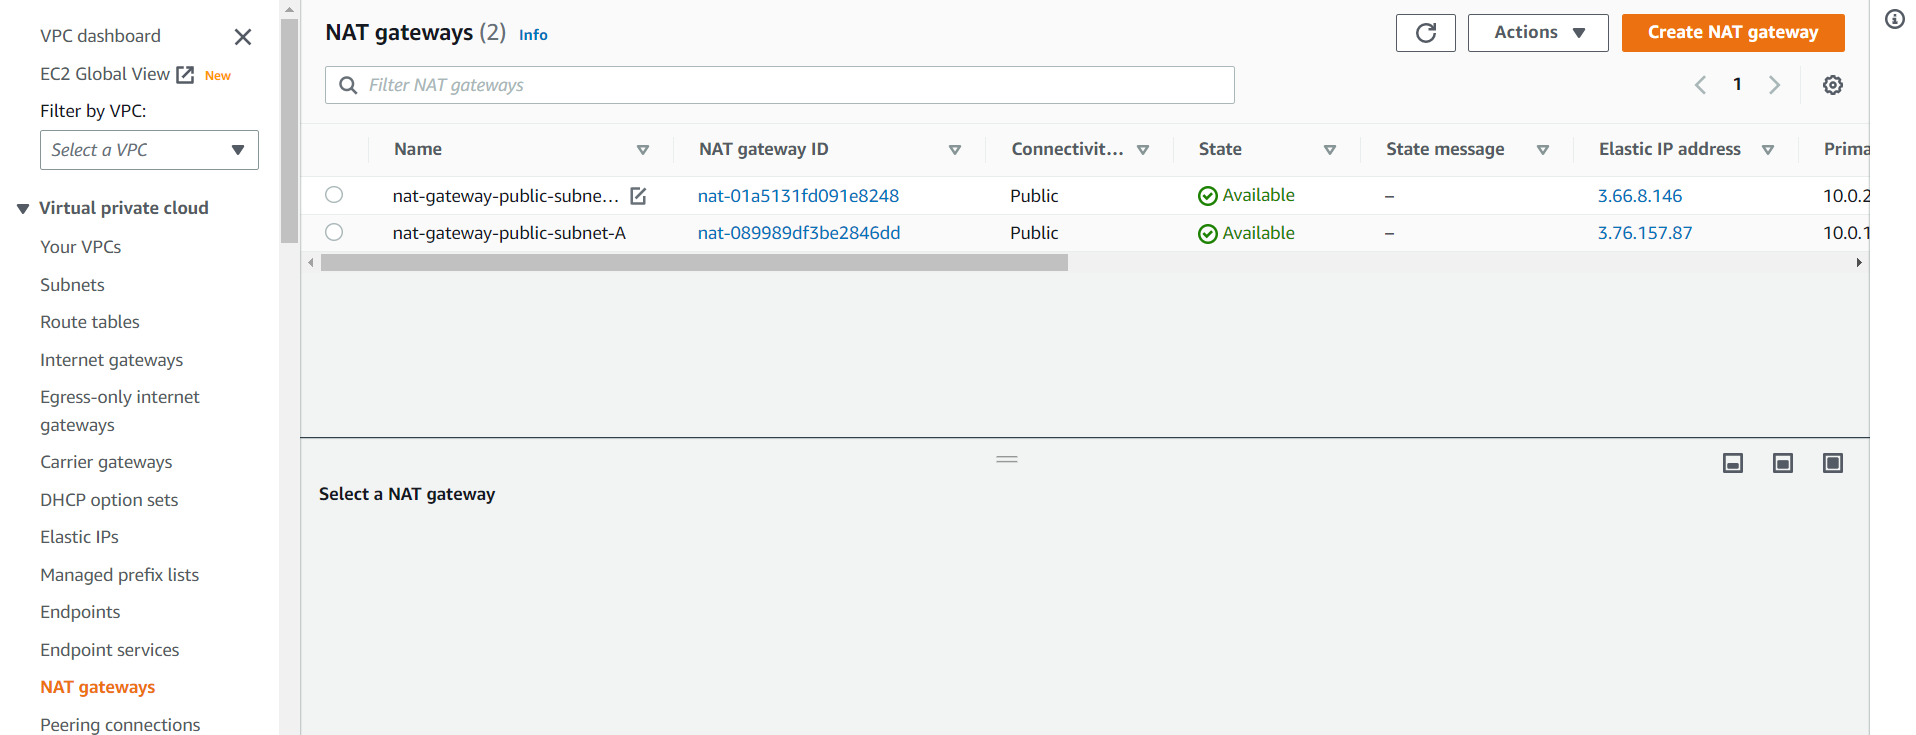 VPC dashboard
EC2 Global View New
Filter by VPC:
Select a VPC
Virtual private cloud
Your VPCs
Subnets
Route tables
Internet gateways
Egress-only internet
gateways
Carrier gateways
DHCP option sets
Elastic IPs
Managed prefix lists
Endpoints
Endpoint services
NAT gateways
Peering connections
NAT gateways (2) Info
Actions
Create NAT gateway
Filter NAT gateways
1
Name NAT gateway ID Connectivit... State State message Elastic IP address Prima
nat-gateway-public-subne... nat-01a5131fd091e8248 Public Available – 3.66.8.146 10.0.2
nat-gateway-public-subnet-A nat-089989df3be2846dd Public Available – 3.76.157.87 10.0.1
Select a NAT gateway